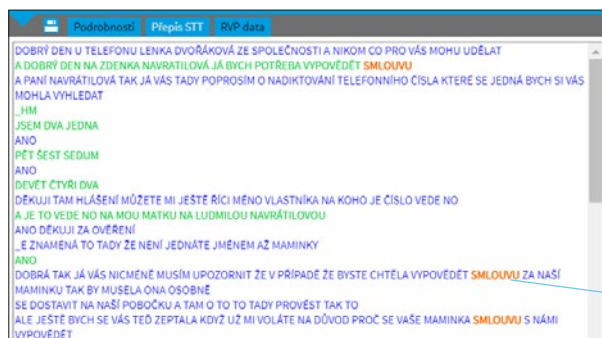 Podrobnosti Přepis STT RVP data
DOBRÝ DEN U TELEFONU LENKA DVOŘÁKOVÁ ZE SPOLEČNOSTI A NIKOM CO PRO VÁS MOHU UDĚLAT
A DOBRÝ DEN NA ZDENKA NAVRATILOVÁ JÁ BYCH POTŘEBA VYPOVĚDĚT SMLOUVU
A PANÍ NAVRÁTILOVÁ TAK JÁ VÁS TADY POPROSÍM O NADIKTOVÁNÍ TELEFONNÍHO ČÍSLA KTERÉ SE JEDNÁ BYCH SI VÁS
MOHLA VYHLEDAT
_HM
JSEM DVA JEDNA
ANO
PĚT ŠEST SEDUM
ANO
DEVĚT ČTYŘI DVA
DĚKUJI TAM HLÁŠENÍ MŮŽETE MI JEŠTĚ ŘÍCI MÉNO VLASTNÍKA NA KOHO JE ČÍSLO VEDE NO
A JE TO VEDE NO NA MOU MATKU NA LUDMILOU NAVRÁTILOVOU
ANO DĚKUJI ZA OVĚŘENÍ
_E ZNAMENÁ TO TADY ŽE NENÍ JEDNÁTE JMÉNEM AŽ MAMINKY
ANO
DOBRÁ TAK JÁ VÁS NICMÉNĚ MUSÍM UPOZORNIT ŽE V PŘÍPADĚ ŽE BYSTE CHTĚLA VYPOVĚDĚT SMLOUVU ZA NAŠÍ
MAMINKU TAK BY MUSELA ONA OSOBNĚ
SE DOSTAVIT NA NAŠÍ POBOČKU A TAM O TO TO TADY PROVÉST TAK TO
ALE JEŠTĚ BYCH SE VÁS TEĎ ZEPTALA KDYŽ UŽ MI VOLÁTE NA DŮVOD PROČ SE VAŠE MAMINKA SMLOUVU S NÁMI
VYPOVĚDĚT